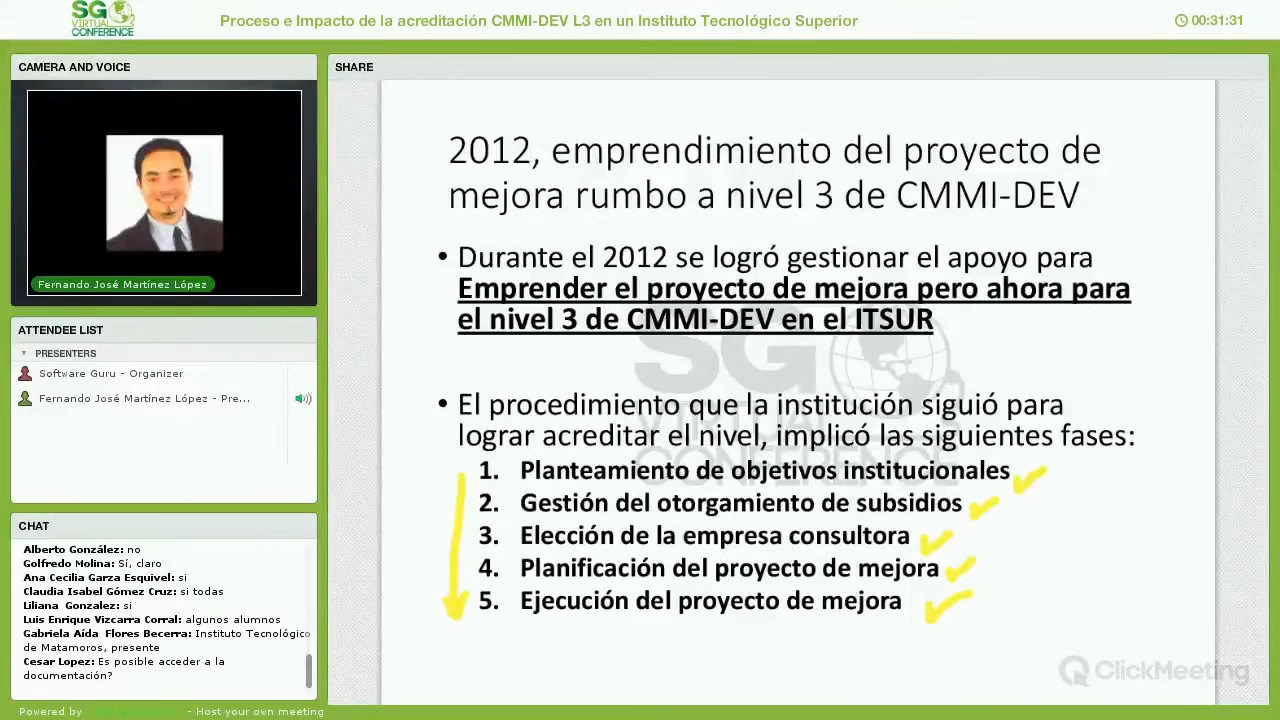 SG
VIRTUAL
CONFERENCE
Proceso e Impacto de la acreditación CMMI-DEV L3 en un Instituto Tecnológico Superior
00:31:31
CAMERA AND VOICE
Fernando José Martínez López
ATTENDEE LIST
PRESENTERS
Software Guru - Organizer
Fernando José Martínez López - Pre...
CHAT
Alberto González: no
Golfredo Molina: Sí, claro
Ana Cecilia Garza Esquivel: si
Claudia Isabel Gómez Cruz: si todas
Liliana Gonzalez: si
Luis Enrique Vizcarra Corral: algunos alumnos
Gabriela Aída Flores Becerra: Instituto Tecnológico
de Matamoros, presente
Cesar Lopez: Es posible acceder a la
documentación?
Powered by
- Host your own meeting
SHARE
2012, emprendimiento del proyecto de
mejora rumbo a nivel 3 de CMMI-DEV
• Durante el 2012 se logró gestionar el apoyo para
Emprender el proyecto de mejora pero ahora para
el nivel 3 de CMMI-DEV en el ITSUR
SG
VIRTUAL
CONFERENCE
• El procedimiento que la institución siguió para
lograr acreditar el nivel, implicó las siguientes fases:
1. Planteamiento de objetivos institucionales
2. Gestión del otorgamiento de subsidios
3. Elección de la empresa consultora
4. Planificación del proyecto de mejora
5. Ejecución del proyecto de mejora
ClickMeeting